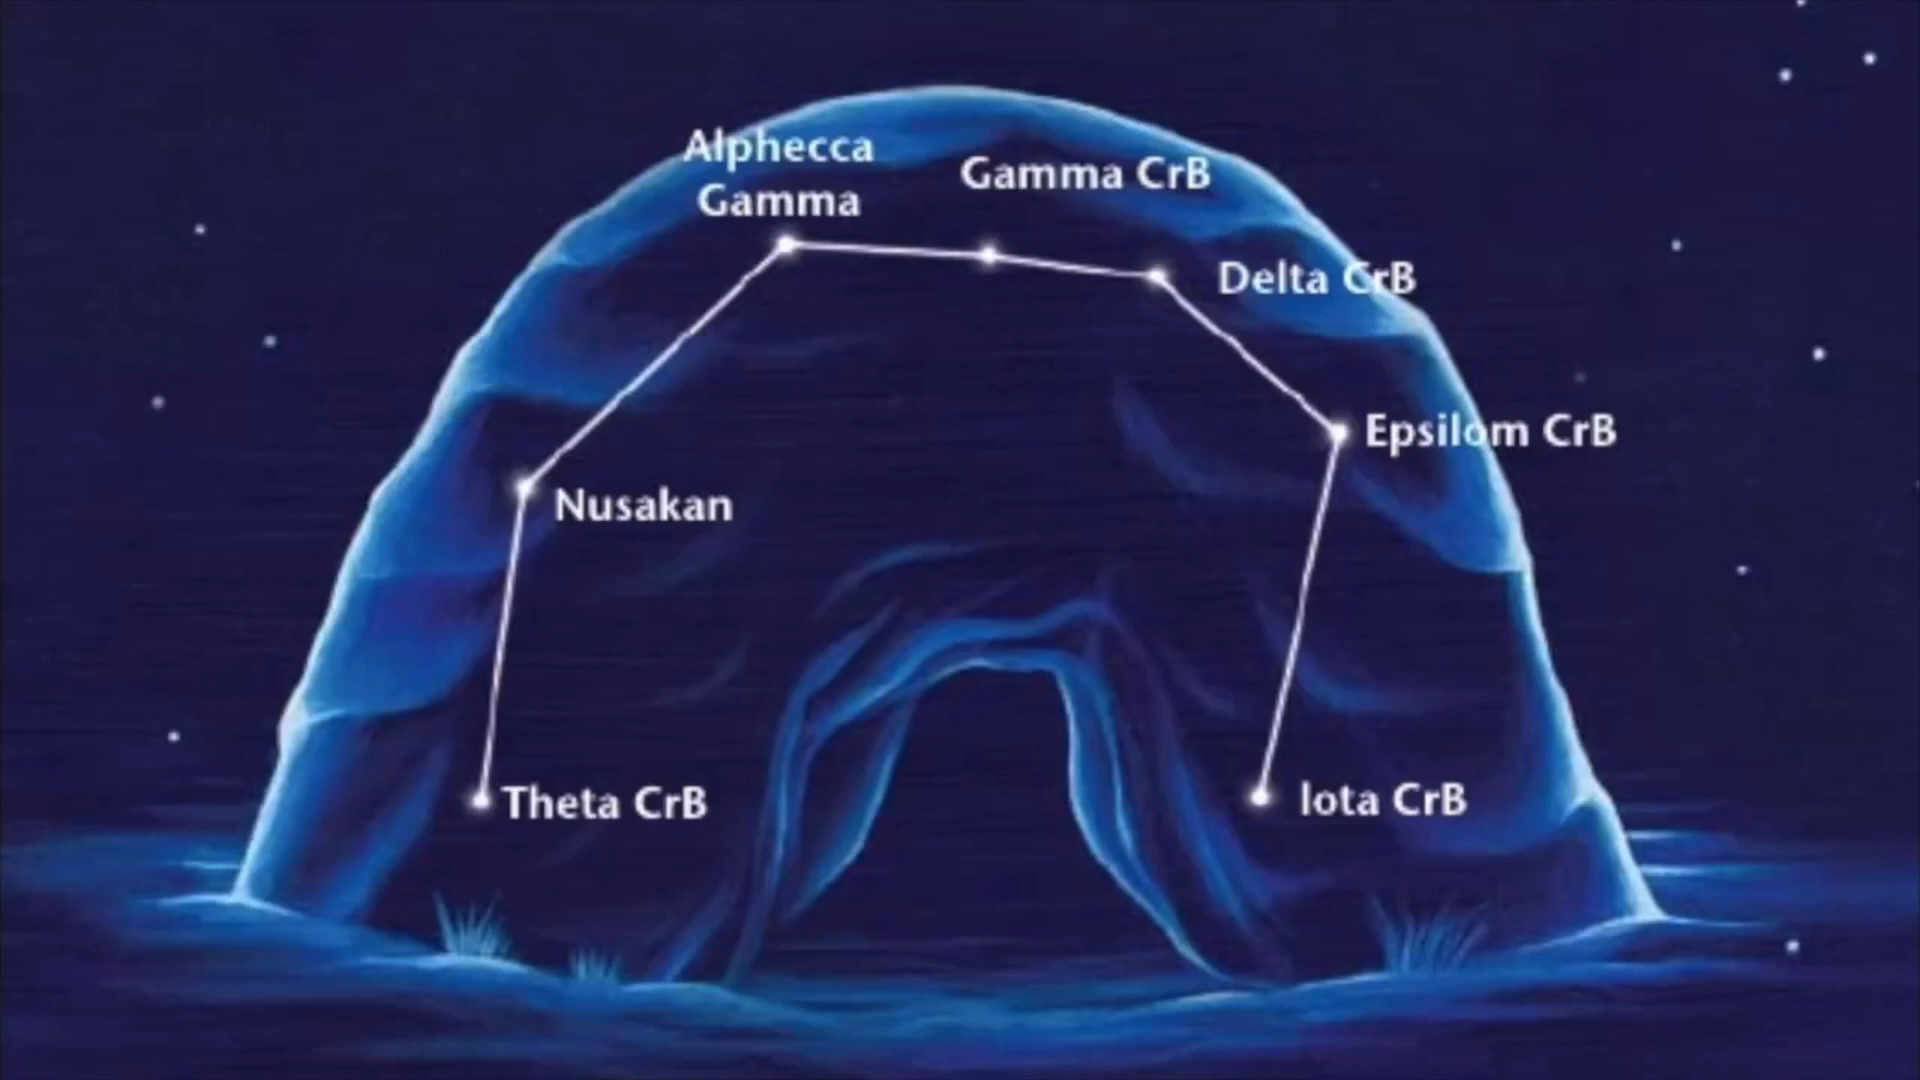 Alphecca
Gamma
Gamma CrB
Delta CrB
Epsilom CrB
Nusakan
Theta CrB
Iota CrB